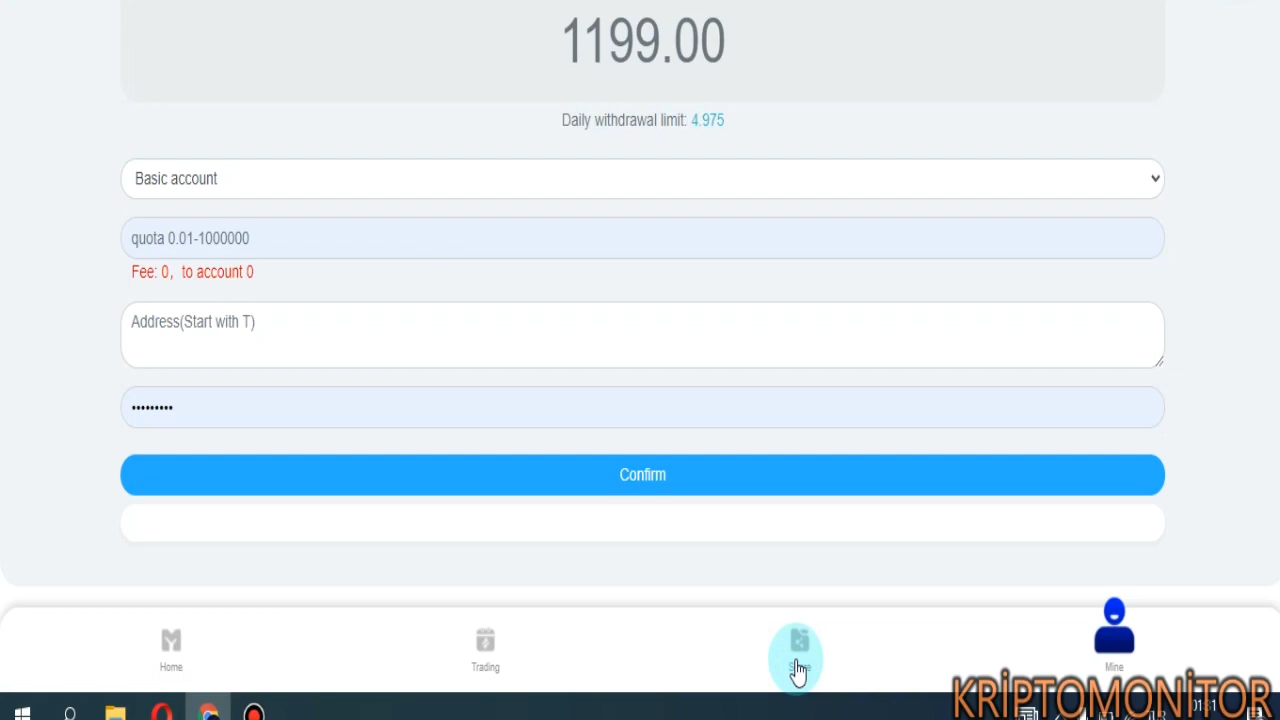 1199.00
Daily withdrawal limit: 4.975
Basic account
quota 0.01-1000000
Fee: 0, to account 0
Address(Start with T)
•••••••••
Confirm
Home
Trading
Mine
KRİPTOMONİTOR